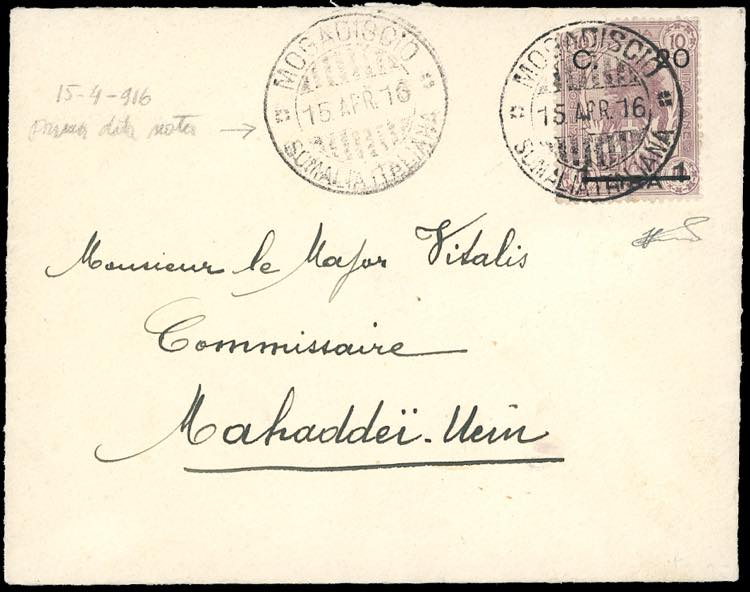 MOGADISCIO
15 APR. 16
SOMALIA ITALIANA
MOGADISCIO
15 APR. 16
SOMALIA ITALIANA
10
C. 20
1
15-4-916
prima data nota →
Monsieur le Major Vitalis
Commissaire
Mahaddeï-Uein